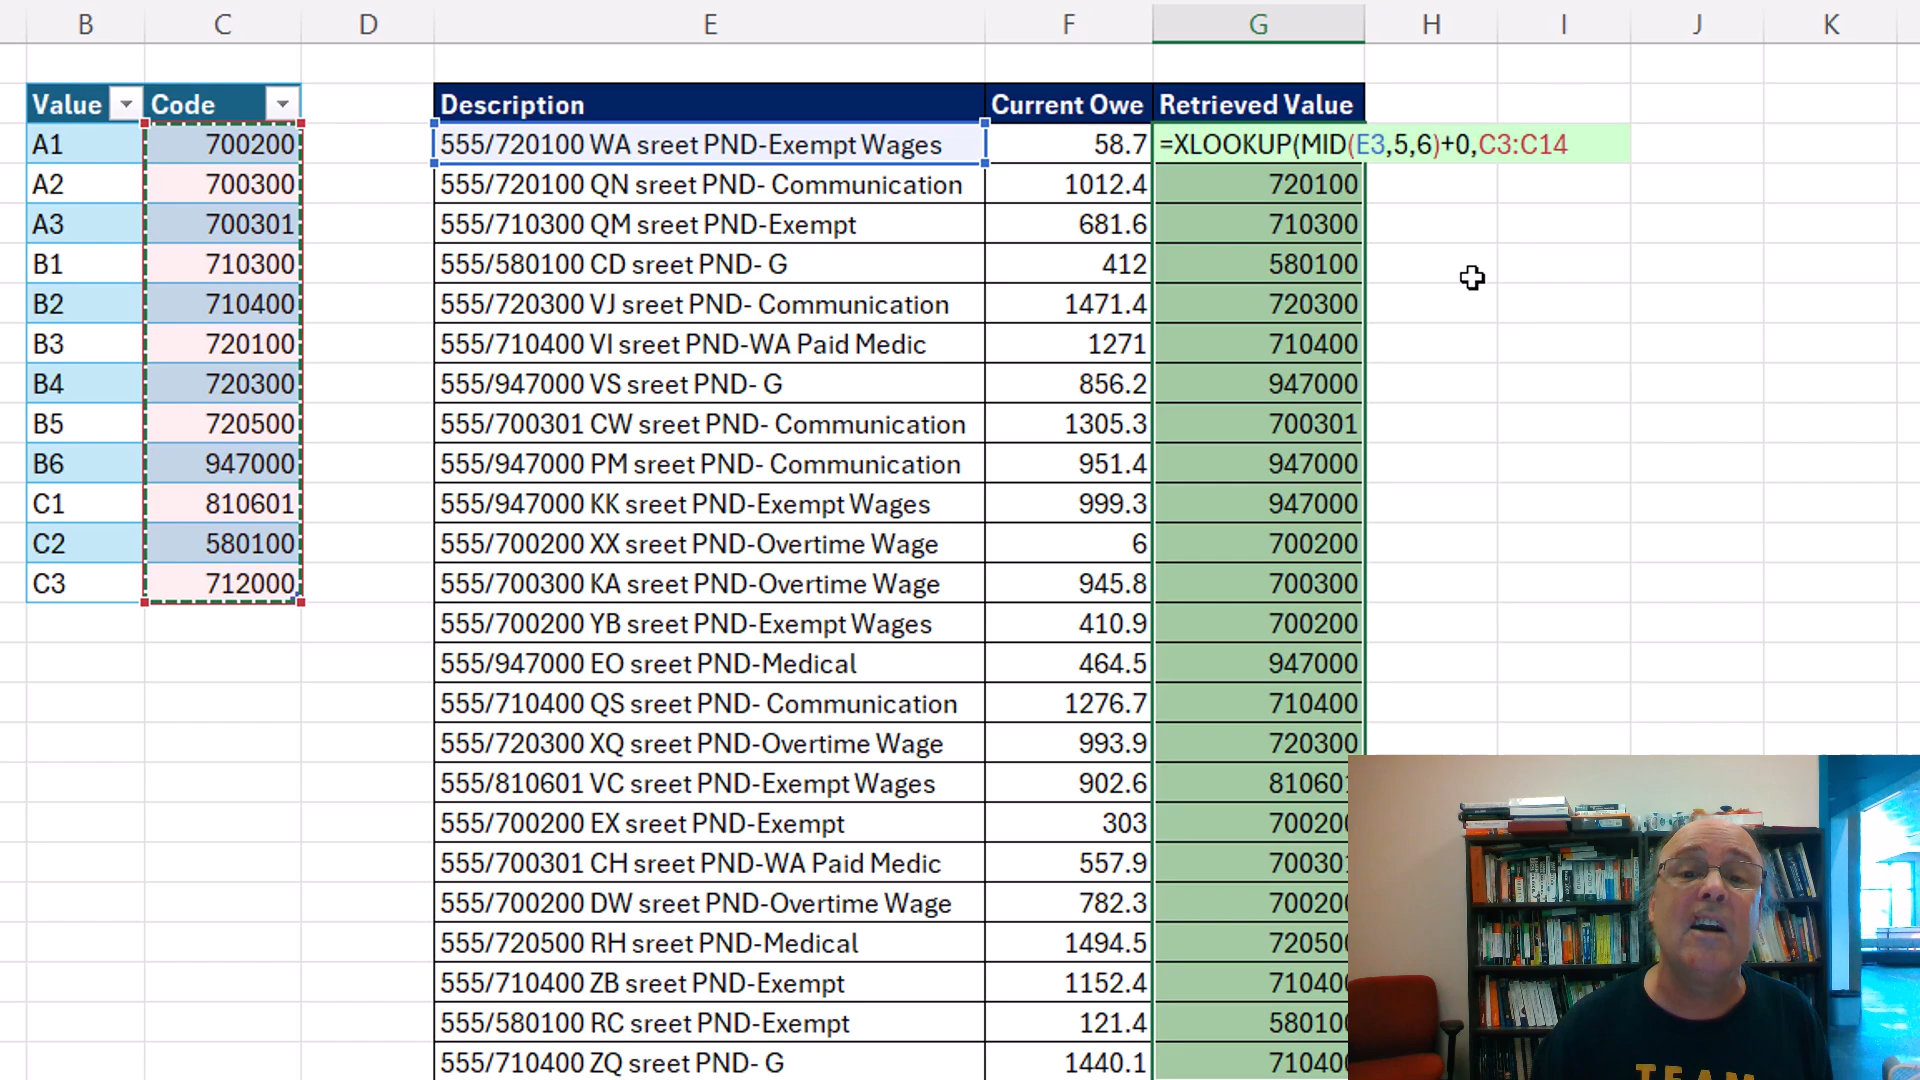 B C D E F G H I J K
Value Code Description Current Owe Retrieved Value
A1 700200 555/720100 WA sreet PND-Exempt Wages 58.7 =XLOOKUP(MID(E3,5,6)+0,C3:C14
A2 700300 555/720100 QN sreet PND- Communication 1012.4 720100
A3 700301 555/710300 QM sreet PND-Exempt 681.6 710300
B1 710300 555/580100 CD sreet PND- G 412 580100
B2 710400 555/720300 VJ sreet PND- Communication 1471.4 720300
B3 720100 555/710400 VI sreet PND-WA Paid Medic 1271 710400
B4 720300 555/947000 VS sreet PND- G 856.2 947000
B5 720500 555/700301 CW sreet PND- Communication 1305.3 700301
B6 947000 555/947000 PM sreet PND- Communication 951.4 947000
C1 810601 555/947000 KK sreet PND-Exempt Wages 999.3 947000
C2 580100 555/700200 XX sreet PND-Overtime Wage 6 700200
C3 712000 555/700300 KA sreet PND-Overtime Wage 945.8 700300
555/700200 YB sreet PND-Exempt Wages 410.9 700200
555/947000 EO sreet PND-Medical 464.5 947000
555/710400 QS sreet PND- Communication 1276.7 710400
555/720300 XQ sreet PND-Overtime Wage 993.9 720300
555/810601 VC sreet PND-Exempt Wages 902.6 810601
555/700200 EX sreet PND-Exempt 303 700200
555/700301 CH sreet PND-WA Paid Medic 557.9 700301
555/700200 DW sreet PND-Overtime Wage 782.3 700200
555/720500 RH sreet PND-Medical 1494.5 720500
555/710400 ZB sreet PND-Exempt 1152.4 710400
555/580100 RC sreet PND-Exempt 121.4 580100
555/710400 ZQ sreet PND- G 1440.1 710400
TEAM